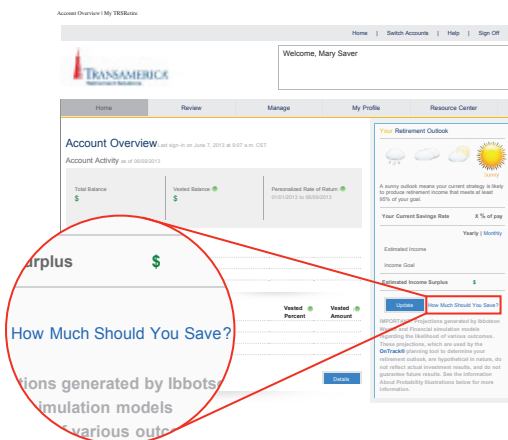 Account Overview | My TRSRetire
Home | Switch Accounts | Help | Sign Off
TRANSAMERICA
Retirement Solutions
Welcome, Mary Saver
Home Review Manage My Profile Resource Center
Account Overview Last sign-in on June 7, 2013 at 9:07 a.m. CET
Account Activity as of 06/09/2013
Total Balance
$
Vested Balance
$
Personalized Rate of Return
01/01/2013 to 06/09/2013
Vested Percent
Vested Amount
Details
Your Retirement Outlook
sunny
A sunny outlook means your current strategy is likely
to produce retirement income that meets at least
95% of your goal.
Your Current Savings Rate X % of pay
Yearly | Monthly
Estimated Income
Income Goal
Estimated Income Surplus $
Update How Much Should You Save?
IMPORTANT: Projections generated by Ibbotson
and Financial simulation models
regarding the likelihood of various outcomes.
These projections, which are used by the
OnTrack® planning tool to determine your
retirement outlook, are hypothetical in nature, do
not reflect actual investment results, and do not
guarantee future results. See the Information
About Probability Illustrations below for more
information.
urplus $
How Much Should You Save?
tions generated by Ibbots
imulation models
f various outc